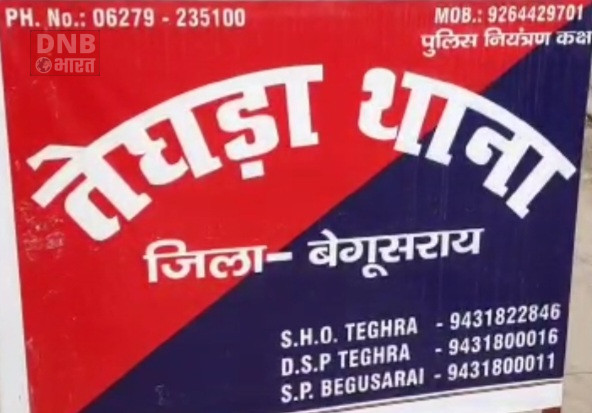 PH. No.: 06279 - 235100
MOB.: 9264429701
DNB
भारत
पुलिस नियंत्रण कक्ष
तेघड़ा थाना
जिला- बेगूसराय
S.H.O. TEGHRA - 9431822846
D.S.P TEGHRA - 9431800016
S.P. BEGUSARAI - 9431800011